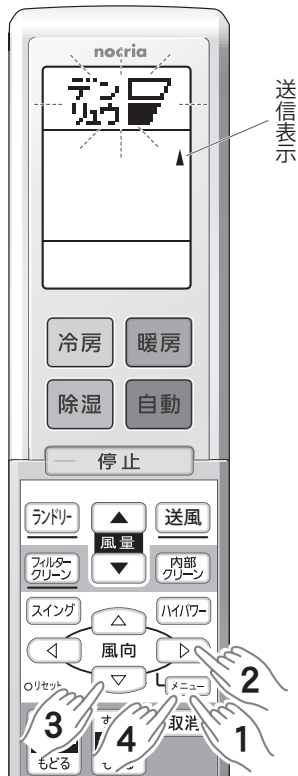 nocria
デン
リュウ
送信表示
冷房
暖房
除湿
自動
停止
ランドリー
送風
風量
フィルター
クリーン
内部
クリーン
スイング
ハイパワー
風向
リセット
メニュー
取消
もどる
2
3
4
1